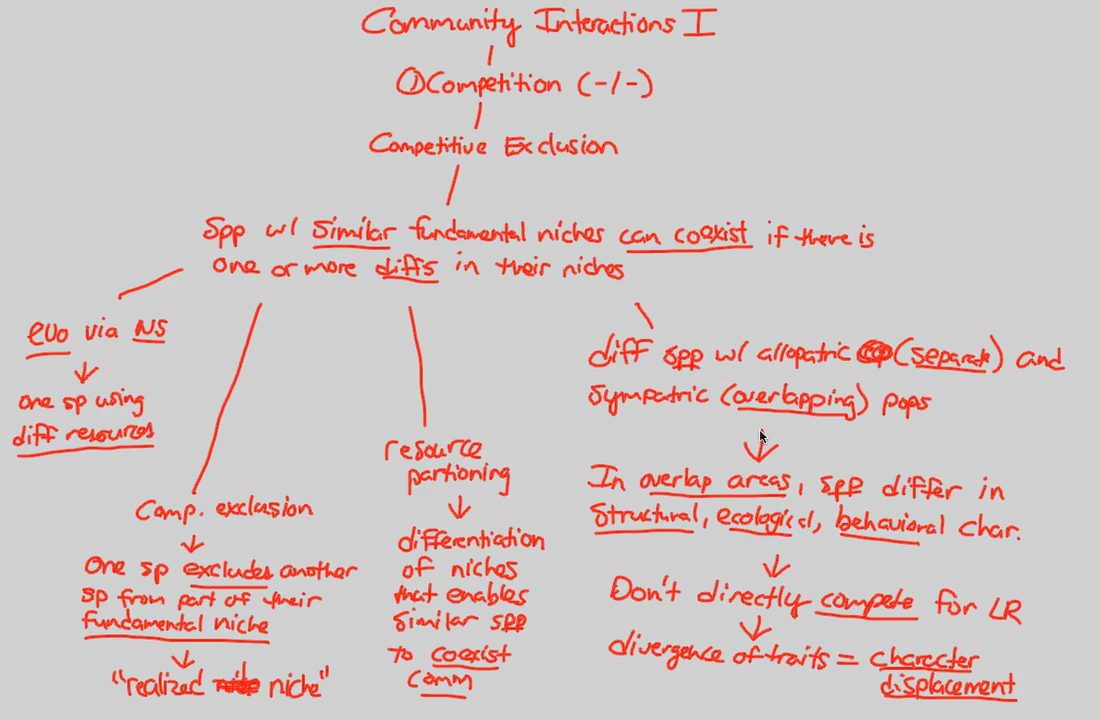 Community Interactions I
①Competition (-/-)
Competitive Exclusion
Spp w/ similar fundamental niches can coexist if there is
one or more diffs in their niches
evo via NS
one sp using
diff resources
Comp. exclusion
One sp excludes another
sp from part of their
fundamental niche
"realized niche"
resource
partioning
differentiation
of niches
that enables
similar spp
to coexist
comm
diff spp w/ allopatric (separate) and
sympatric (overlapping) pops
In overlap areas, spp differ in
structural, ecological, behavioral char.
Don't directly compete for LR
divergence of traits = character
displacement